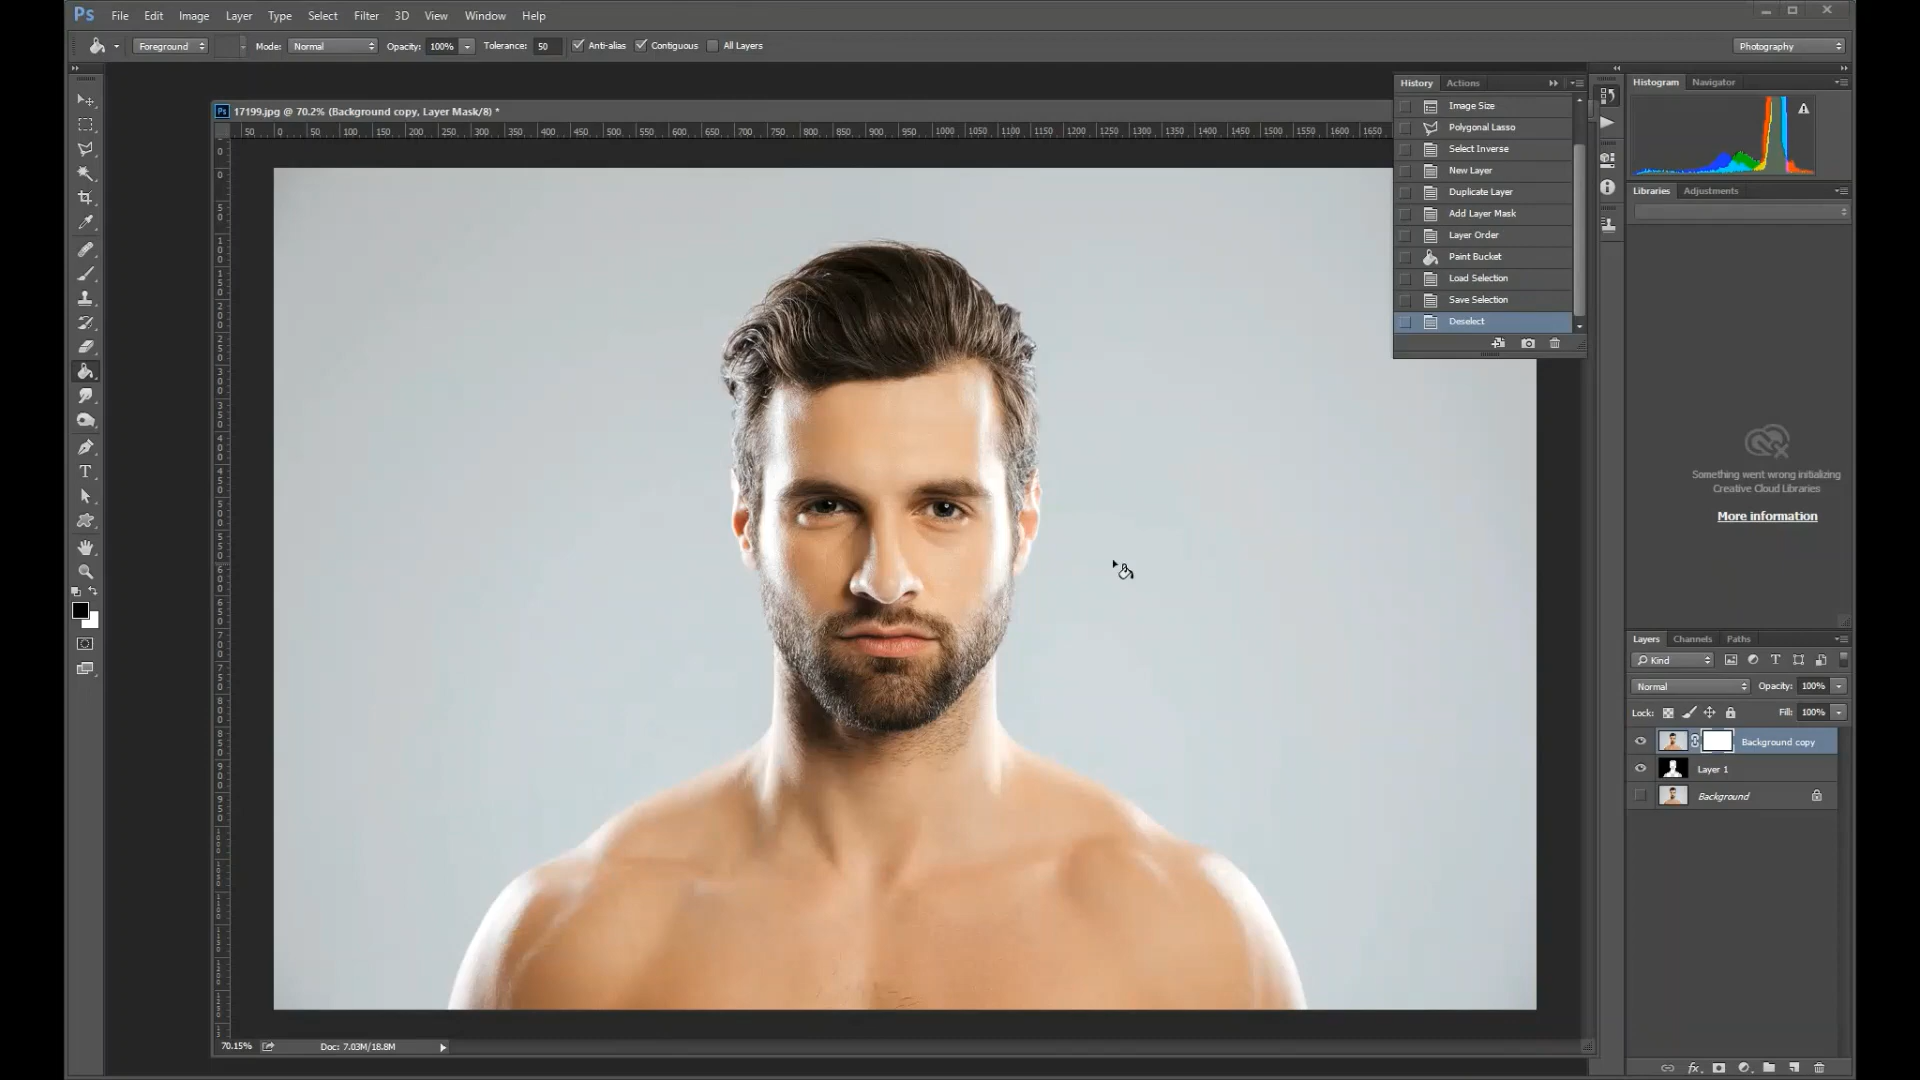 Ps File Edit Image Layer Type Select Filter 3D View Window Help
Foreground Mode: Normal Opacity: 100% Tolerance: 50 Anti-alias Contiguous All Layers Photography
Ps 17199.jpg @ 70.2% (Background copy, Layer Mask/8) *
50 0 50 100 150 200 250 300 350 400 450 500 550 600 650 700 750 800 850 900 950 1000 1050 1100 1150 1200 1250 1300 1350 1400 1450 1500 1550 1600 1650
History Actions
Image Size
Polygonal Lasso
Select Inverse
New Layer
Duplicate Layer
Add Layer Mask
Layer Order
Paint Bucket
Load Selection
Save Selection
Deselect
Histogram Navigator
Libraries Adjustments
Something went wrong initializing
Creative Cloud Libraries
More information
Layers Channels Paths
Kind
Normal Opacity: 100%
Lock: Fill: 100%
Background copy
Layer 1
Background
70.15% Doc: 7.03M/18.8M